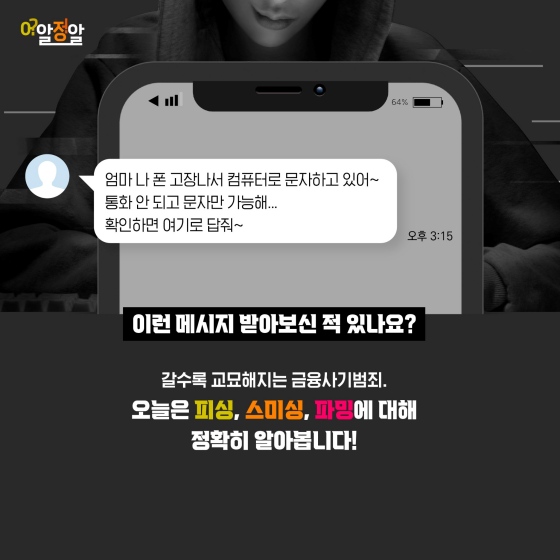 어?알정알
64%
엄마 나 폰 고장나서 컴퓨터로 문자하고 있어~
통화 안 되고 문자만 가능해...
확인하면 여기로 답줘~
오후 3:15
이런 메시지 받아보신 적 있나요?
갈수록 교묘해지는 금융사기범죄.
오늘은 피싱, 스미싱, 파밍에 대해
정확히 알아봅니다!